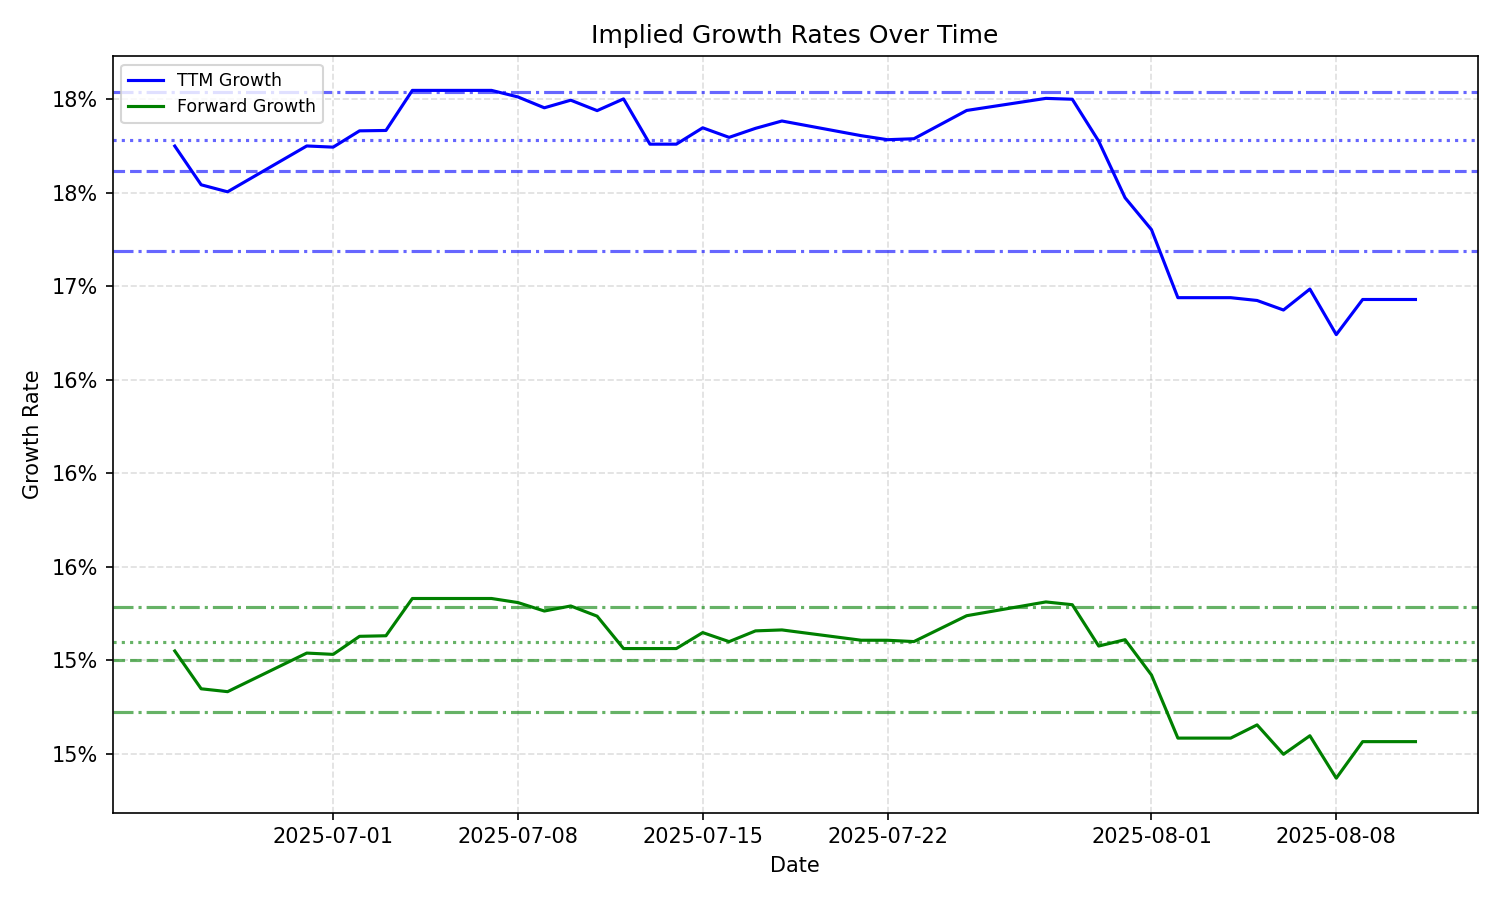 Implied Growth Rates Over Time
TTM Growth
Forward Growth
18%
18%
17%
16%
16%
16%
15%
15%
Growth Rate
2025-07-01
2025-07-08
2025-07-15
2025-07-22
2025-08-01
2025-08-08
Date